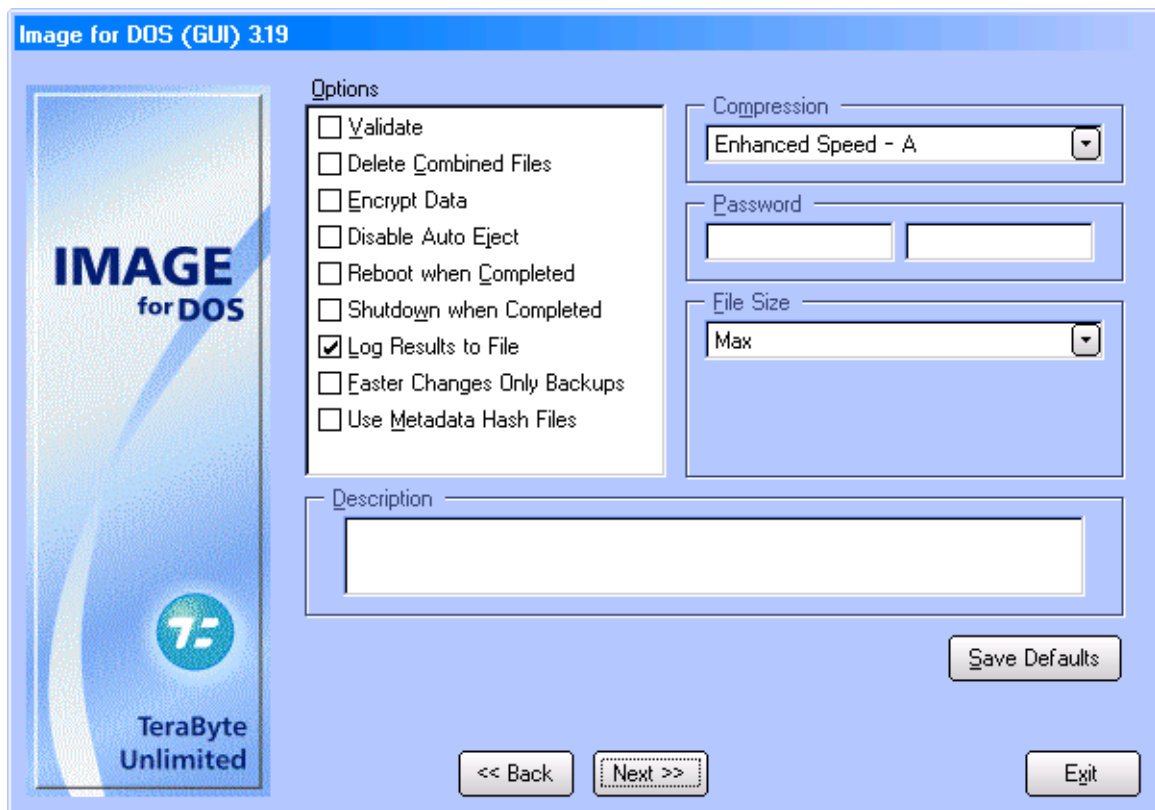 Image for DOS (GUI) 3.19
IMAGE
for DOS
TeraByte
Unlimited
Options
Validate
Delete Combined Files
Encrypt Data
Disable Auto Eject
Reboot when Completed
Shutdown when Completed
Log Results to File
Faster Changes Only Backups
Use Metadata Hash Files
Compression
Enhanced Speed - A
Password
File Size
Max
Description
Save Defaults
<< Back
Next >>
Exit